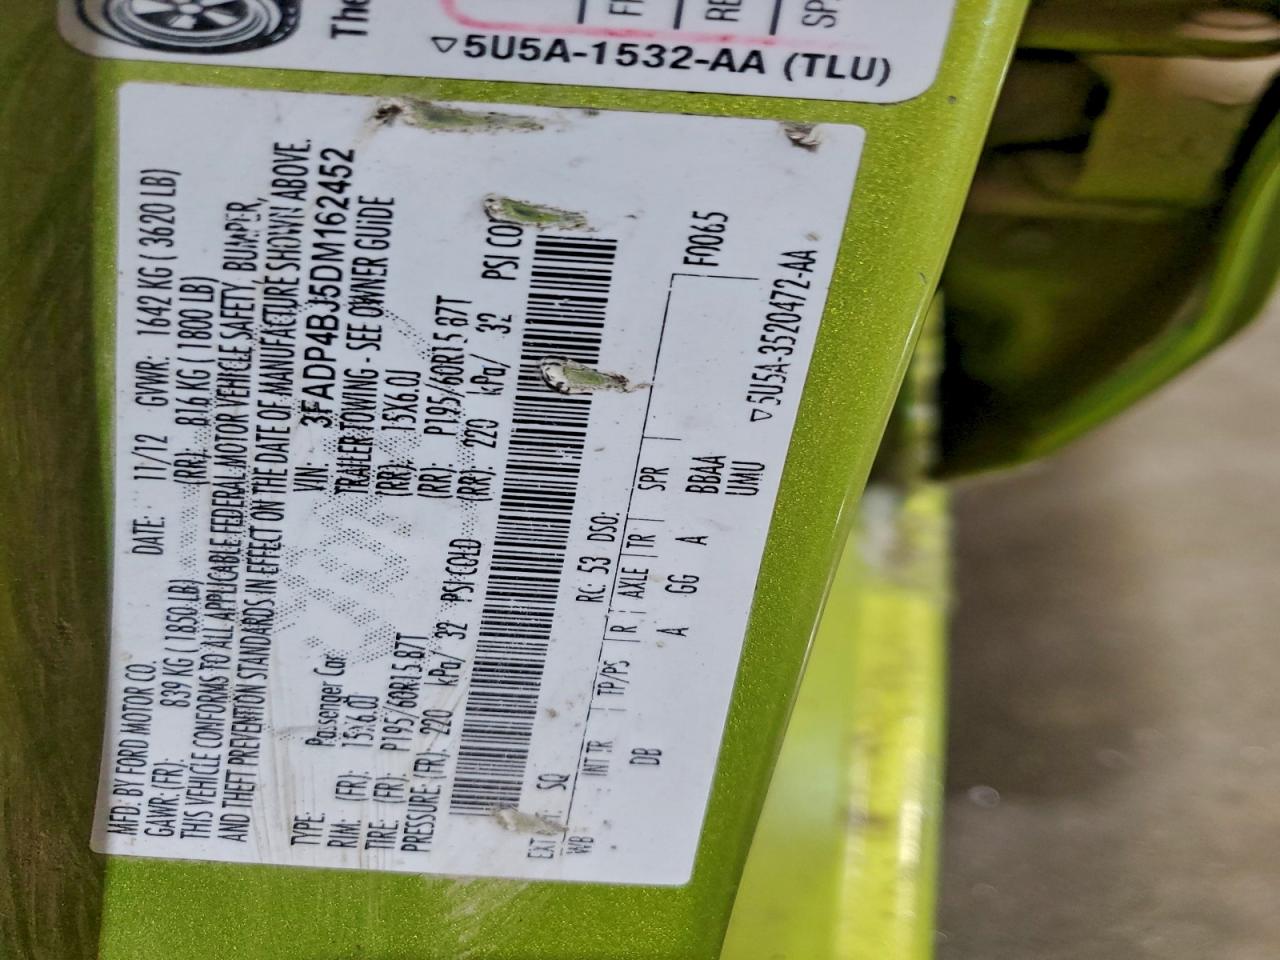 The
FR
RE
SP
▽5U5A-1532-AA (TLU)
MFD. BY FORD MOTOR CO.
DATE: 11/12 GVWR: 1642 KG ( 3620 LB)
GAWR: (FR): 839 KG ( 1850 LB) (RR): 816 KG ( 1800 LB)
THIS VEHICLE CONFORMS TO ALL APPLICABLE FEDERAL MOTOR VEHICLE SAFETY, BUMPER,
AND THEFT PREVENTION STANDARDS IN EFFECT ON THE DATE OF MANUFACTURE SHOWN ABOVE.
VIN: 3FADP4BJ5DM162452
TYPE: Passenger Car TRAILER TOWING - SEE OWNER GUIDE
RIM: (FR): 15X6.0J (RR): 15X6.0J
TIRE: (FR): P195/60R15 87T (RR): P195/60R15 87T
PRESSURE: (FR): 220 kPa/ 32 PSI COLD (RR): 220 kPa/ 32 PSI
EXT SQ RC: 53 DSO:
WB INT TR TP/PS R AXLE TR SPR F0065
DB A GG A BBAA
UMU
▽5U5A-3520472-AA